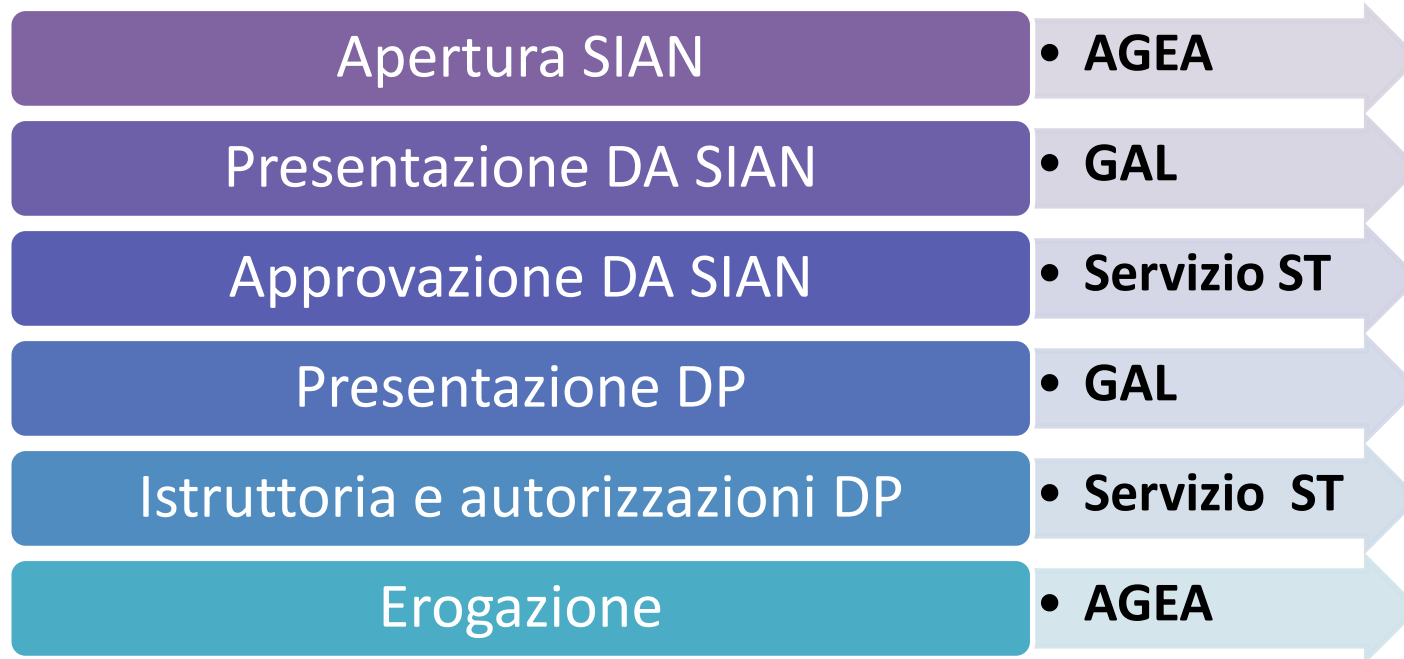 Apertura SIAN
• AGEA
Presentazione DA SIAN
• GAL
Approvazione DA SIAN
• Servizio ST
Presentazione DP
• GAL
Istruttoria e autorizzazioni DP
• Servizio ST
Erogazione
• AGEA